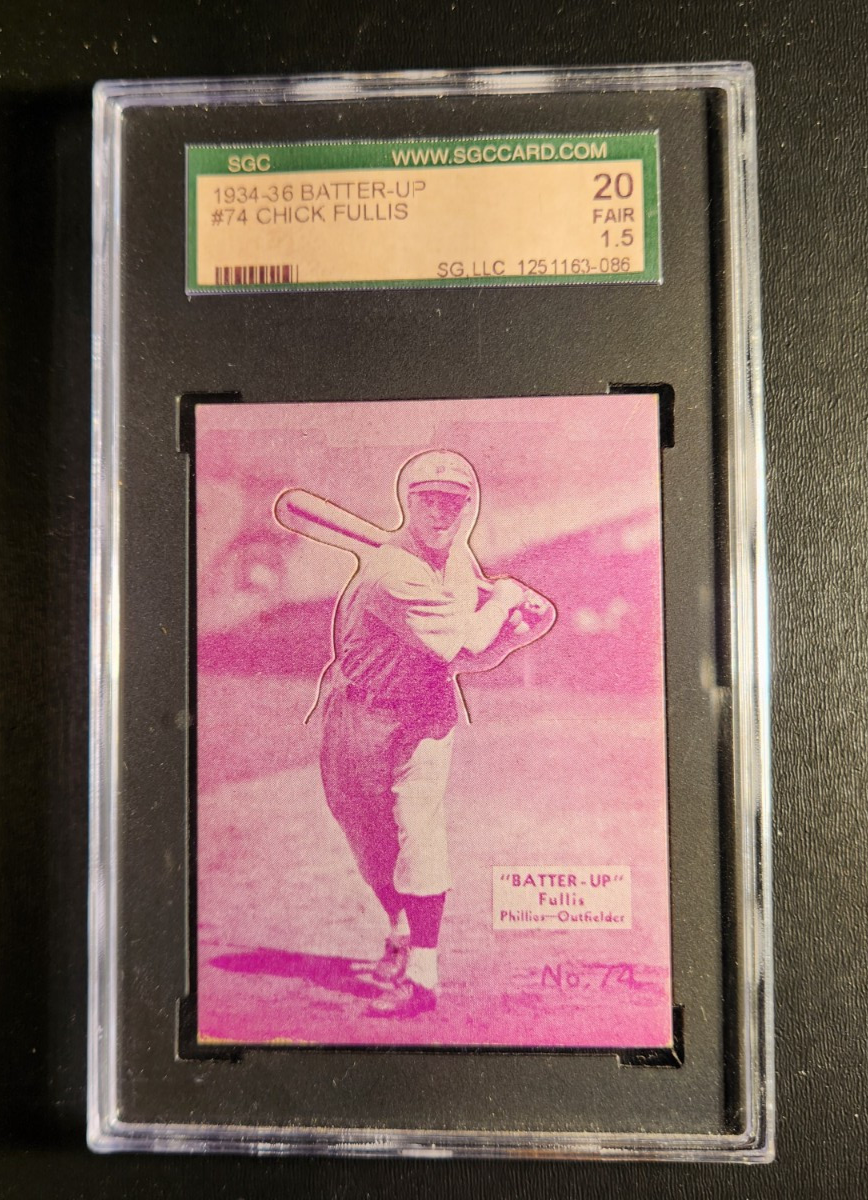 SGC WWW.SGCCARD.COM
1934-36 BATTER-UP 20
#74 CHICK FULLIS FAIR
1.5
SG,LLC 1251163-086
"BATTER-UP"
Fullis
Phillies—Outfielder
No. 74